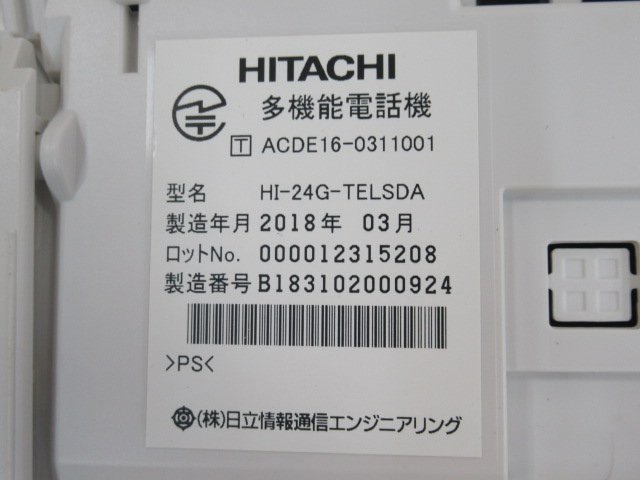 HITACHI
多機能電話機
T ACDE16-0311001
型名 HI-24G-TELSDA
製造年月 2018年 03月
ロットNo. 000012315208
製造番号 B183102000924
>PS<
(株)日立情報通信エンジニアリング